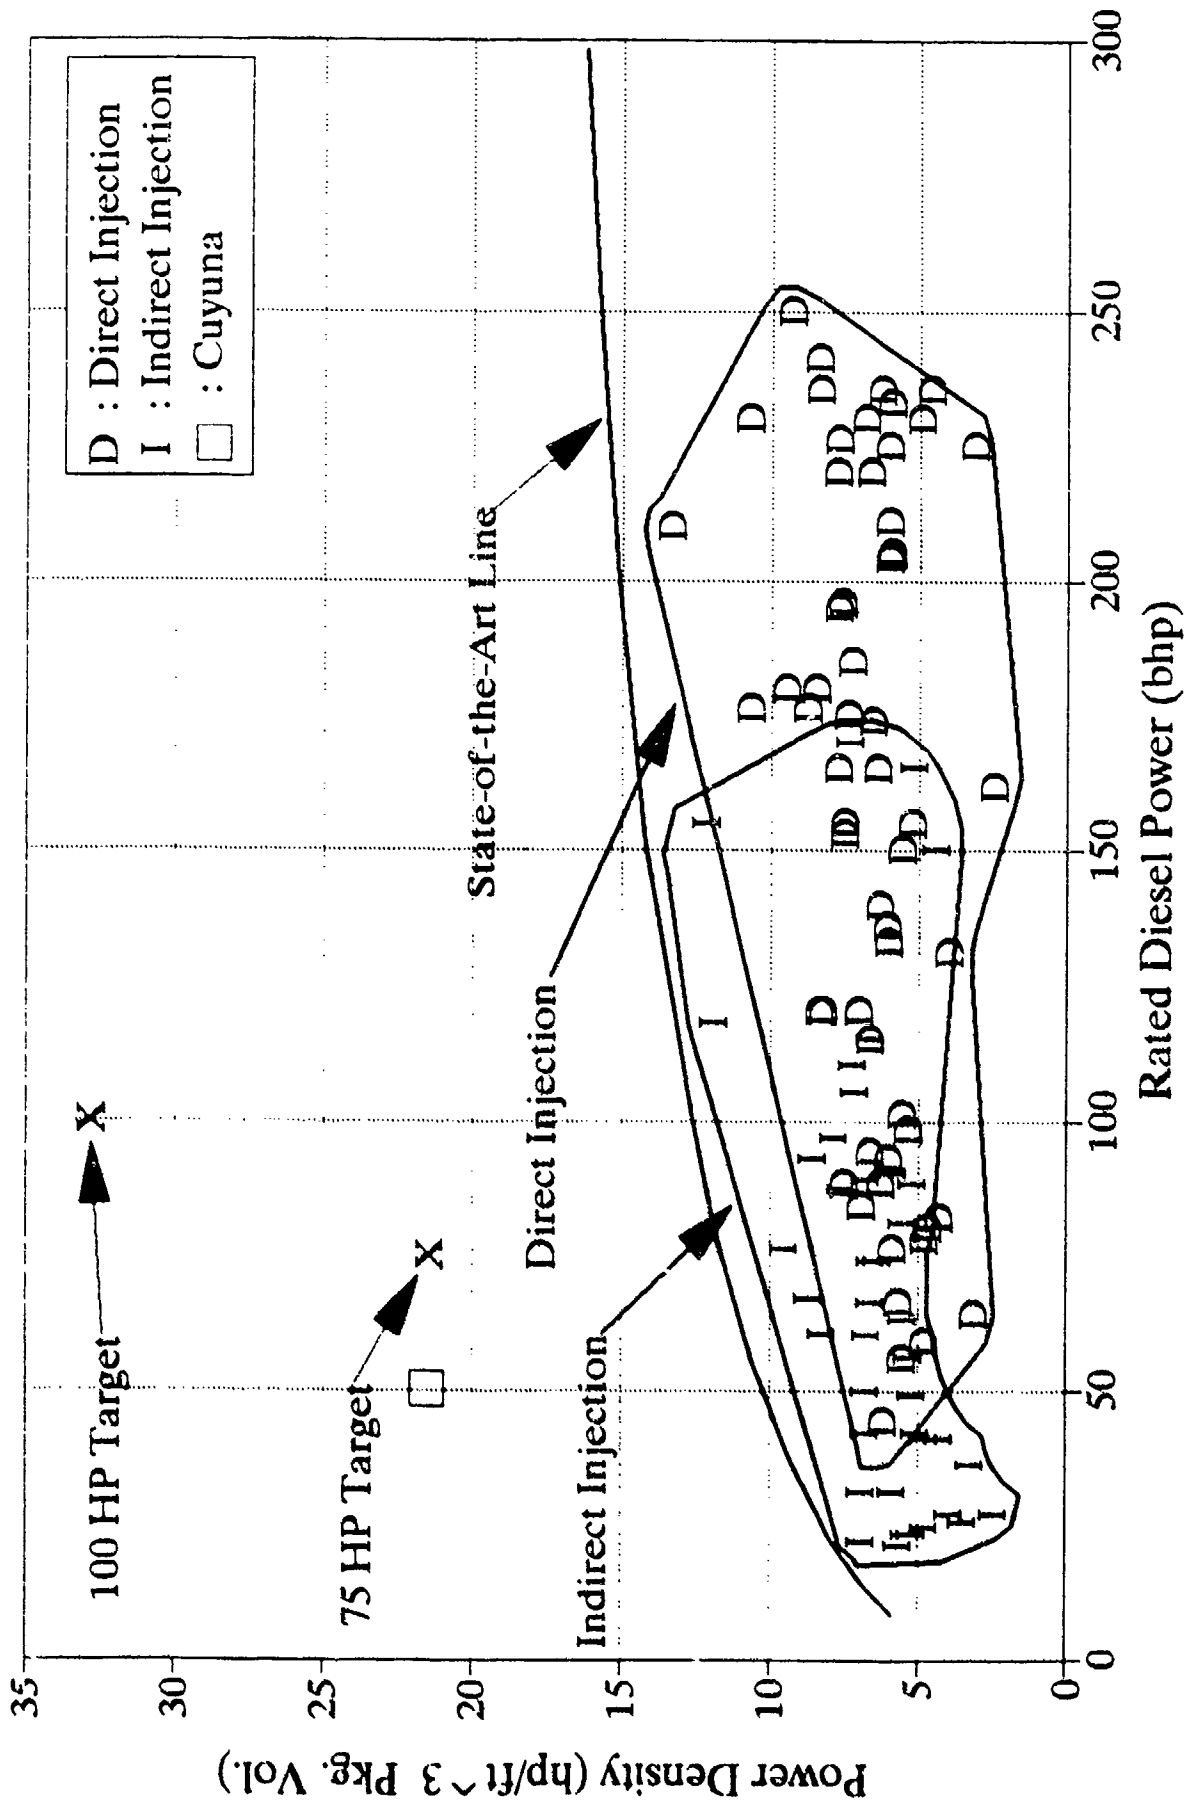 D : Direct Injection
I : Indirect Injection
□ : Cuyuna
100 HP Target
X
75 HP Target
X
State-of-the-Art Line
Direct Injection
Indirect Injection
35
30
25
20
15
10
5
0
Power Density (hp/ft^3 Pkg. Vol.)
0 50 100 150 200 250 300
Rated Diesel Power (bhp)